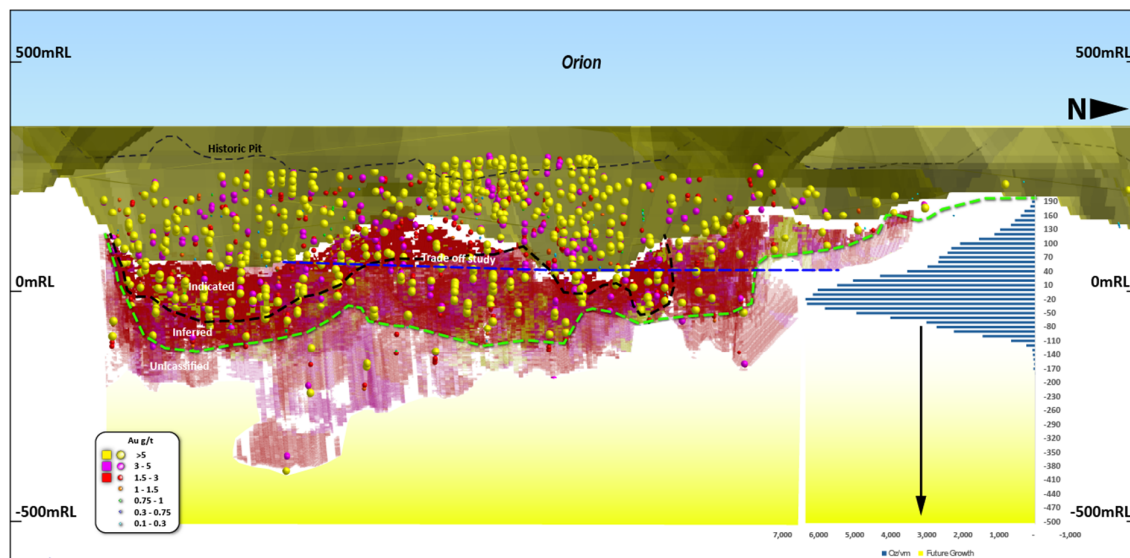 500mRL
500mRL
Orion
N
Historic Pit
Trade off study
0mRL
0mRL
Indicated
Inferred
Unclassified
Au g/t
>5
3 - 5
1.5 - 3
1 - 1.5
0.75 - 1
0.3 - 0.75
0.1 - 0.3
-500mRL
-500mRL
190
160
130
100
70
40
10
-20
-50
-80
-110
-140
-170
-200
-230
-260
-290
-320
-350
-380
-410
-440
-470
-500
7,000
6,000
5,000
4,000
3,000
2,000
1,000
-
-1,000
Oz/vm
Future Growth